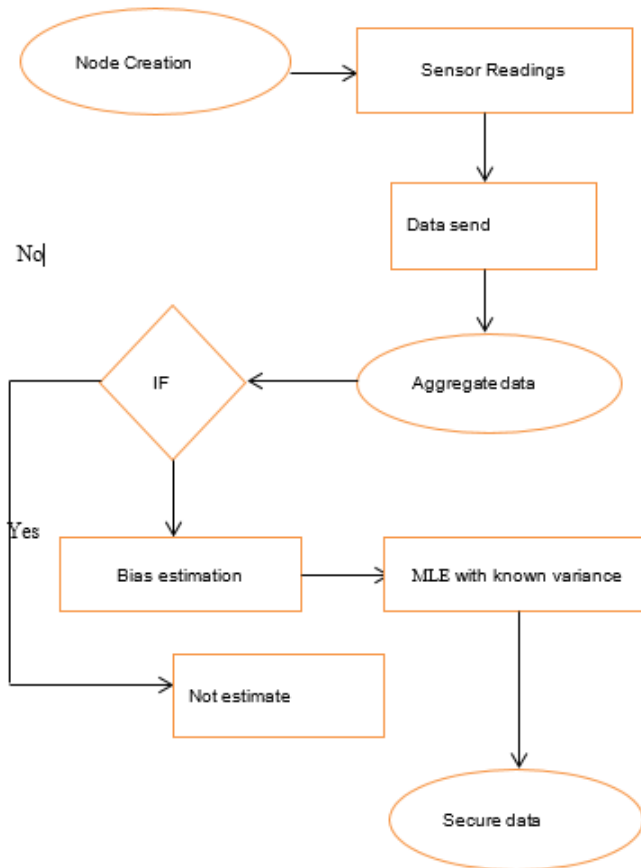 Node Creation
Sensor Readings
Data send
No
IF
Aggregate data
Yes
Bias estimation
MLE with known variance
Not estimate
Secure data